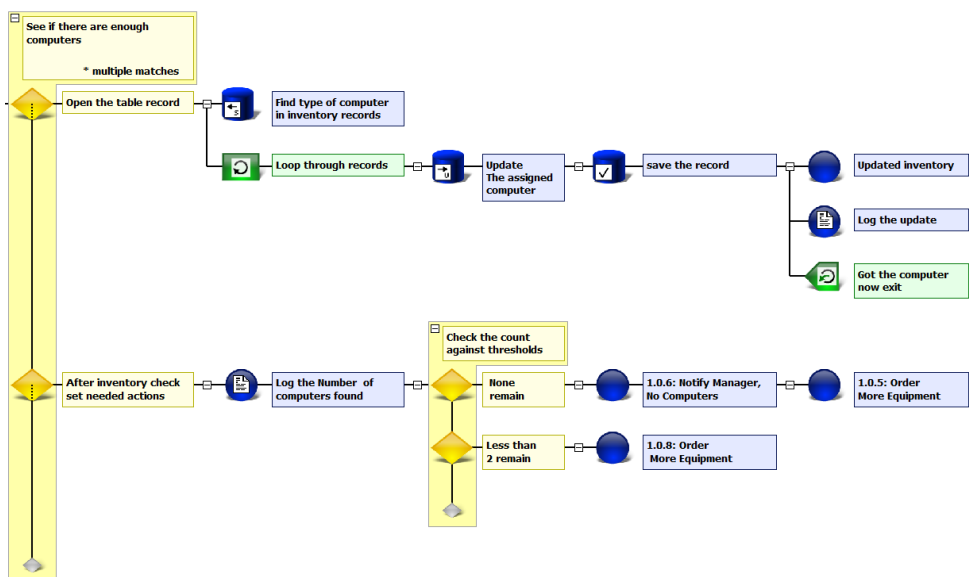 See if there are enough
computers
* multiple matches
Open the table record
Find type of computer
in inventory records
S
Loop through records
U
Update
The assigned
computer
save the record
Updated inventory
Log the update
Got the computer
now exit
Check the count
against thresholds
After inventory check
set needed actions
Log the Number of
computers found
None
remain
1.0.6: Notify Manager,
No Computers
1.0.5: Order
More Equipment
Less than
2 remain
1.0.8: Order
More Equipment